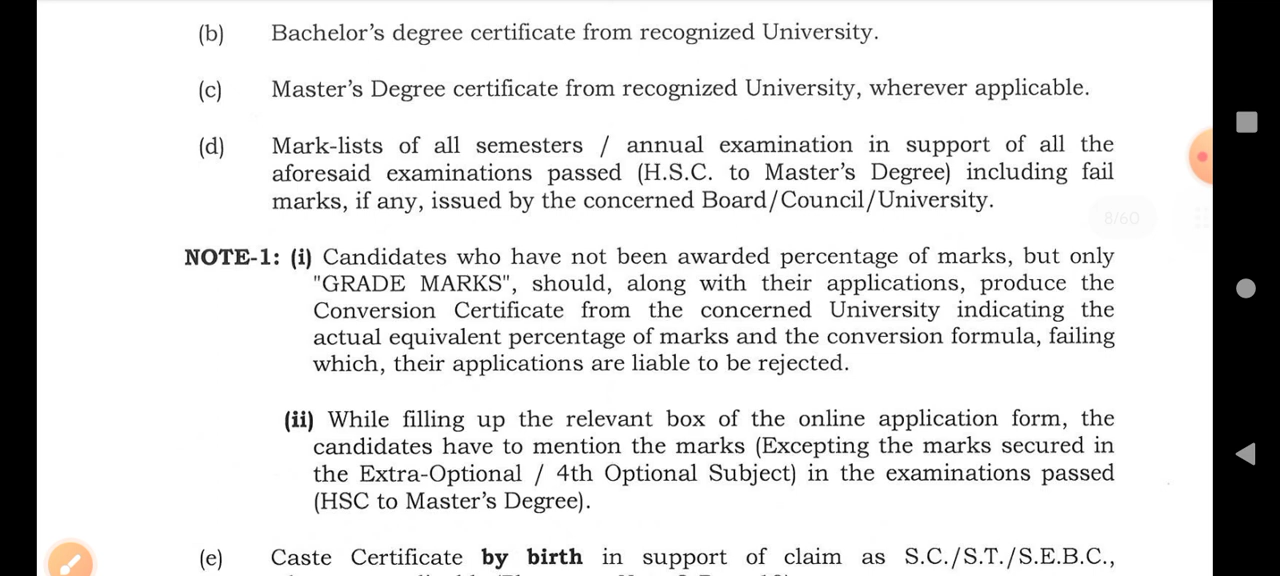 (b) Bachelor's degree certificate from recognized University.
(c) Master's Degree certificate from recognized University, wherever applicable.
(d) Mark-lists of all semesters / annual examination in support of all the
aforesaid examinations passed (H.S.C. to Master's Degree) including fail
marks, if any, issued by the concerned Board/Council/University.
8/60
NOTE-1: (i) Candidates who have not been awarded percentage of marks, but only
"GRADE MARKS", should, along with their applications, produce the
Conversion Certificate from the concerned University indicating the
actual equivalent percentage of marks and the conversion formula, failing
which, their applications are liable to be rejected.
(ii) While filling up the relevant box of the online application form, the
candidates have to mention the marks (Excepting the marks secured in
the Extra-Optional / 4th Optional Subject) in the examinations passed
(HSC to Master's Degree).
(e) Caste Certificate by birth in support of claim as S.C./S.T./S.E.B.C.,